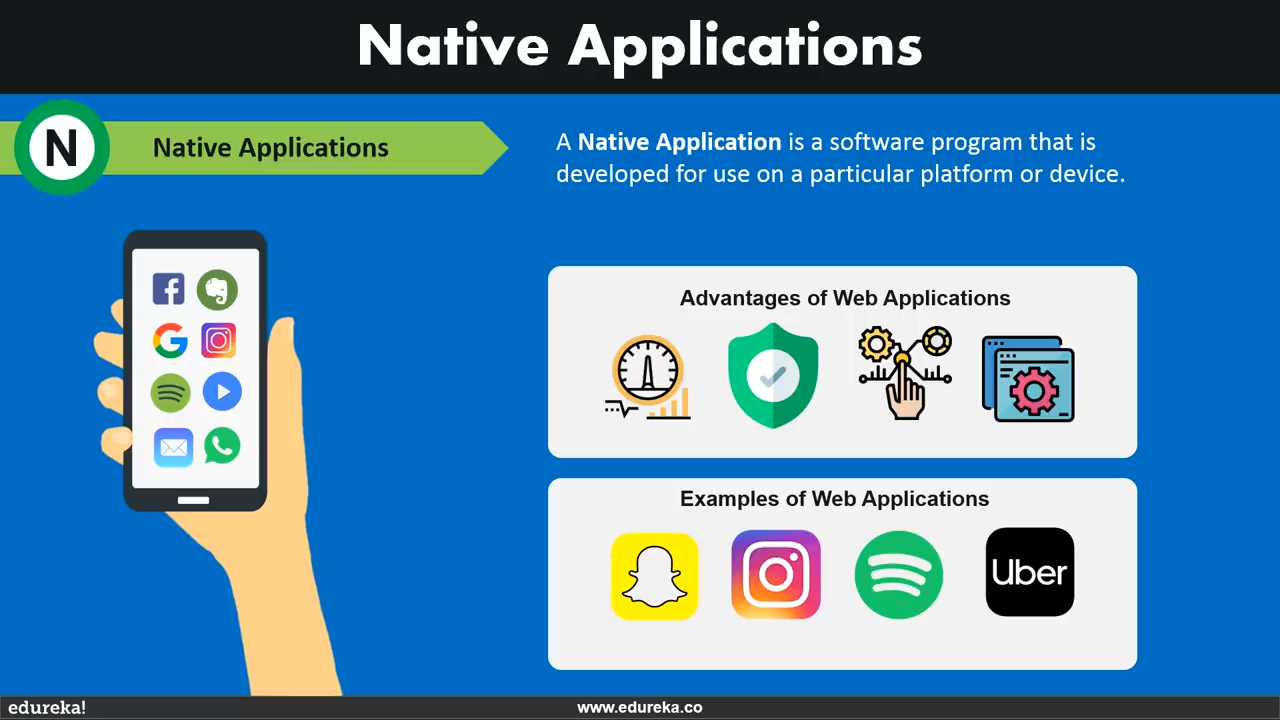 Native Applications
N
Native Applications
A Native Application is a software program that is
developed for use on a particular platform or device.
Advantages of Web Applications
Examples of Web Applications
Uber
edureka!
www.edureka.co